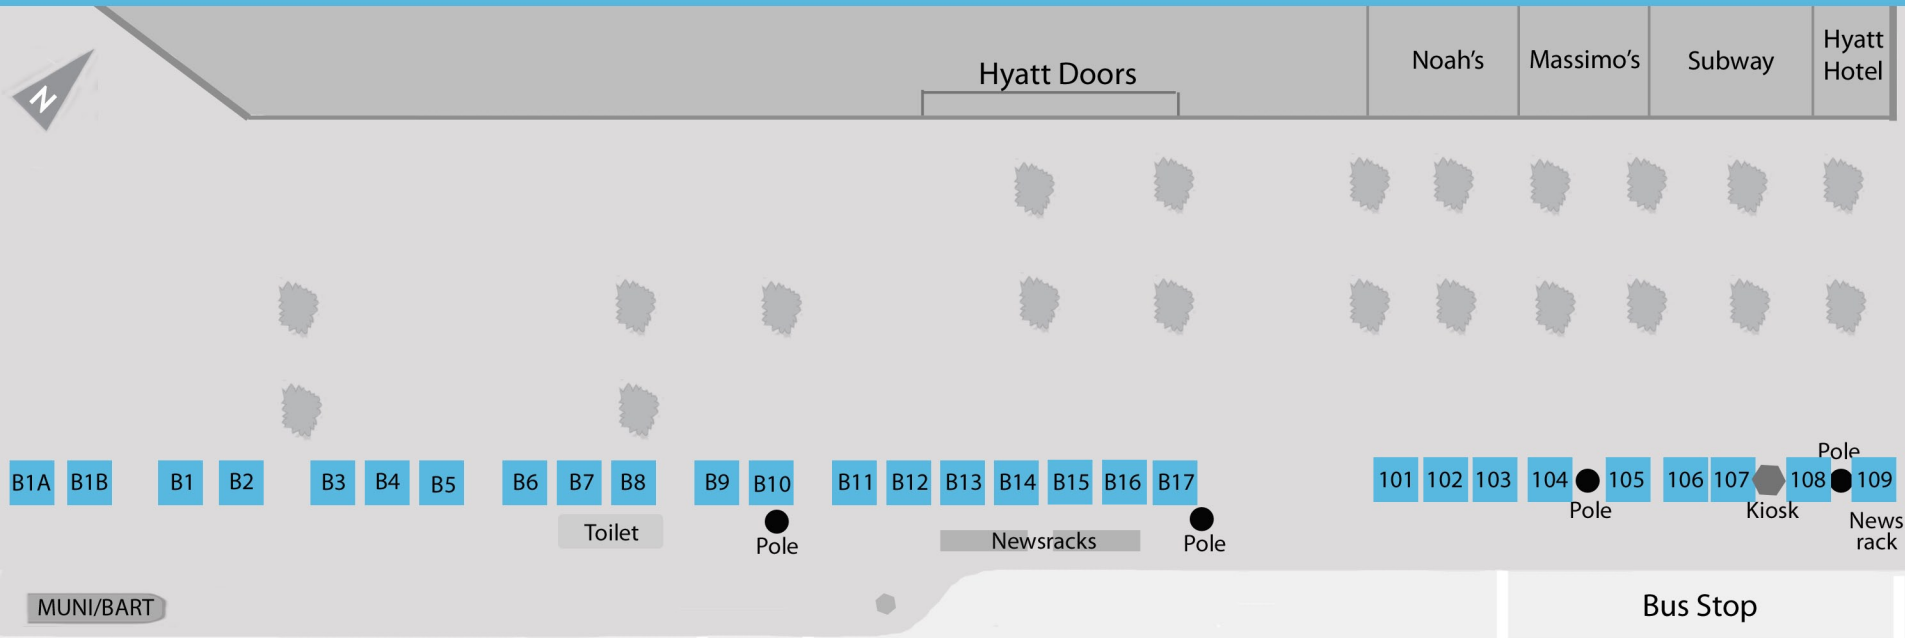 Hyatt Doors
Noah's
Massimo's
Subway
Hyatt
Hotel
N
B1A B1B B1 B2 B3 B4 B5 B6 B7 B8 B9 B10 B11 B12 B13 B14 B15 B16 B17 101 102 103 104 105 106 107 108 109
Pole
Toilet
Pole
Newsracks
Pole
Pole
Kiosk
News
rack
MUNI/BART
Bus Stop